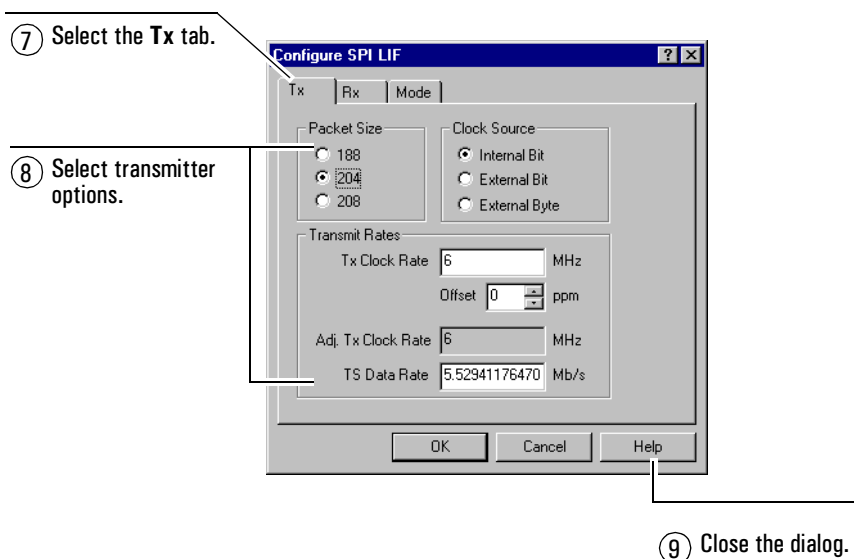 7 Select the Tx tab.
Configure SPI LIF
Tx Rx Mode
Packet Size
188
204
208
Clock Source
Internal Bit
External Bit
External Byte
8 Select transmitter
options.
Transmit Rates
Tx Clock Rate 6 MHz
Offset 0 ppm
Adj. Tx Clock Rate 6 MHz
TS Data Rate 5.52941176470 Mb/s
OK Cancel Help
9 Close the dialog.